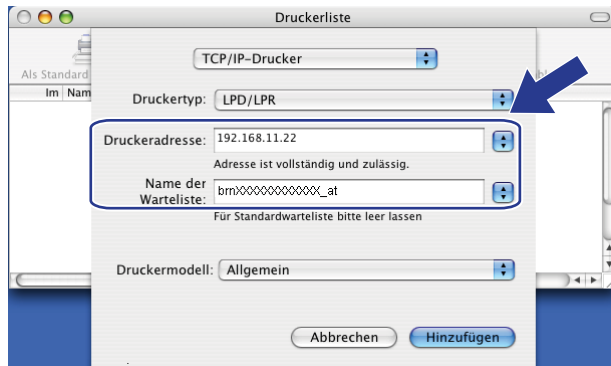 Druckerliste
TCP/IP-Drucker
Als Standard
Im Nam
Druckertyp: LPD/LPR
Druckeradresse: 192.168.11.22
Adresse ist vollständig und zulässig.
Name der Warteliste: brnXXXXXXXXXXXX_at
Für Standardwarteliste bitte leer lassen
Druckermodell: Allgemein
Abbrechen Hinzufügen